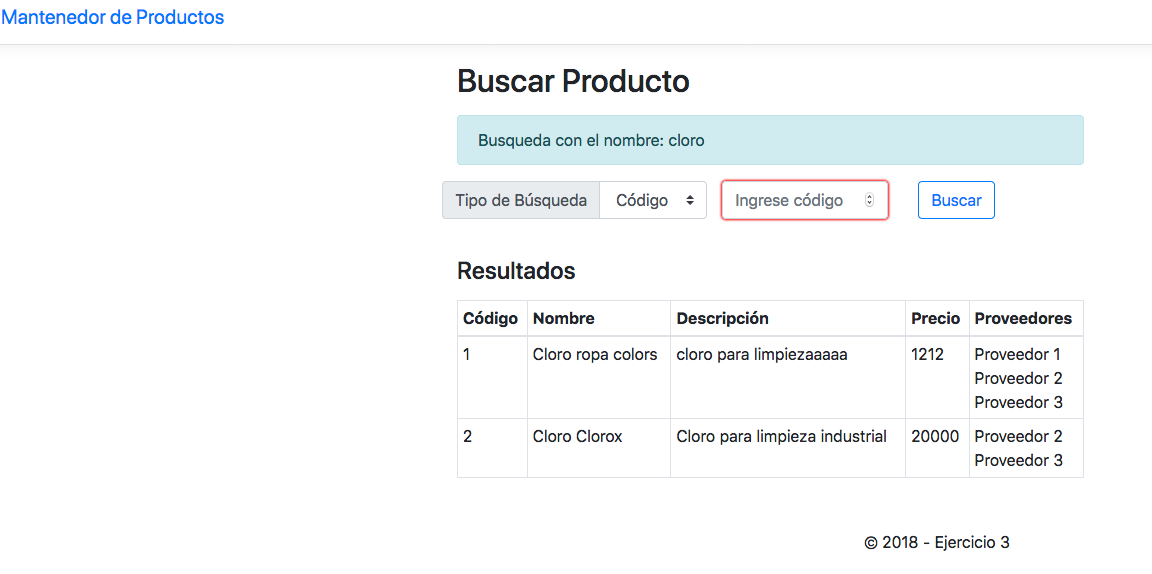 Mantenedor de Productos
Buscar Producto
Busqueda con el nombre: cloro
Tipo de Búsqueda Código Ingrese código Buscar
Resultados
Código Nombre Descripción Precio Proveedores
1 Cloro ropa colors cloro para limpiezaaaaa 1212 Proveedor 1
Proveedor 2
Proveedor 3
2 Cloro Clorox Cloro para limpieza industrial 20000 Proveedor 2
Proveedor 3
© 2018 - Ejercicio 3